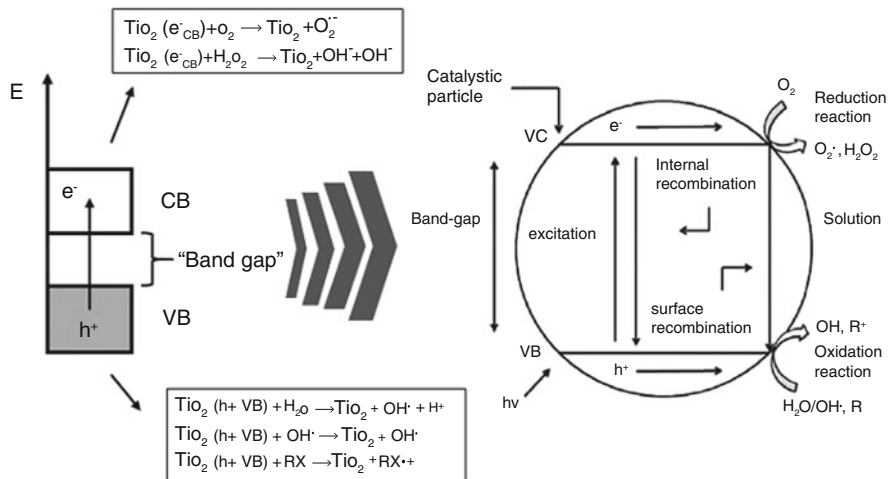 Tio₂ (e⁻CB)+o₂ → Tio₂ +O₂˙⁻
Tio₂ (e⁻CB)+H₂o₂ → Tio₂+OH⁻+OH⁻
E
e⁻
CB
"Band gap"
VB
h⁺
Tio₂ (h+ VB) + H₂o → Tio₂ + OH· + H⁺
Tio₂ (h+ VB) + OH· → Tio₂ + OH·
Tio₂ (h+ VB) + RX → Tio₂ ⁺RX•+
Catalystic
particle
VC
e⁻
O₂
Reduction
reaction
O₂·, H₂O₂
Internal
recombination
Band-gap
excitation
Solution
surface
recombination
VB
h⁺
hv
OH, R⁺
Oxidation
reaction
H₂O/OH·, R